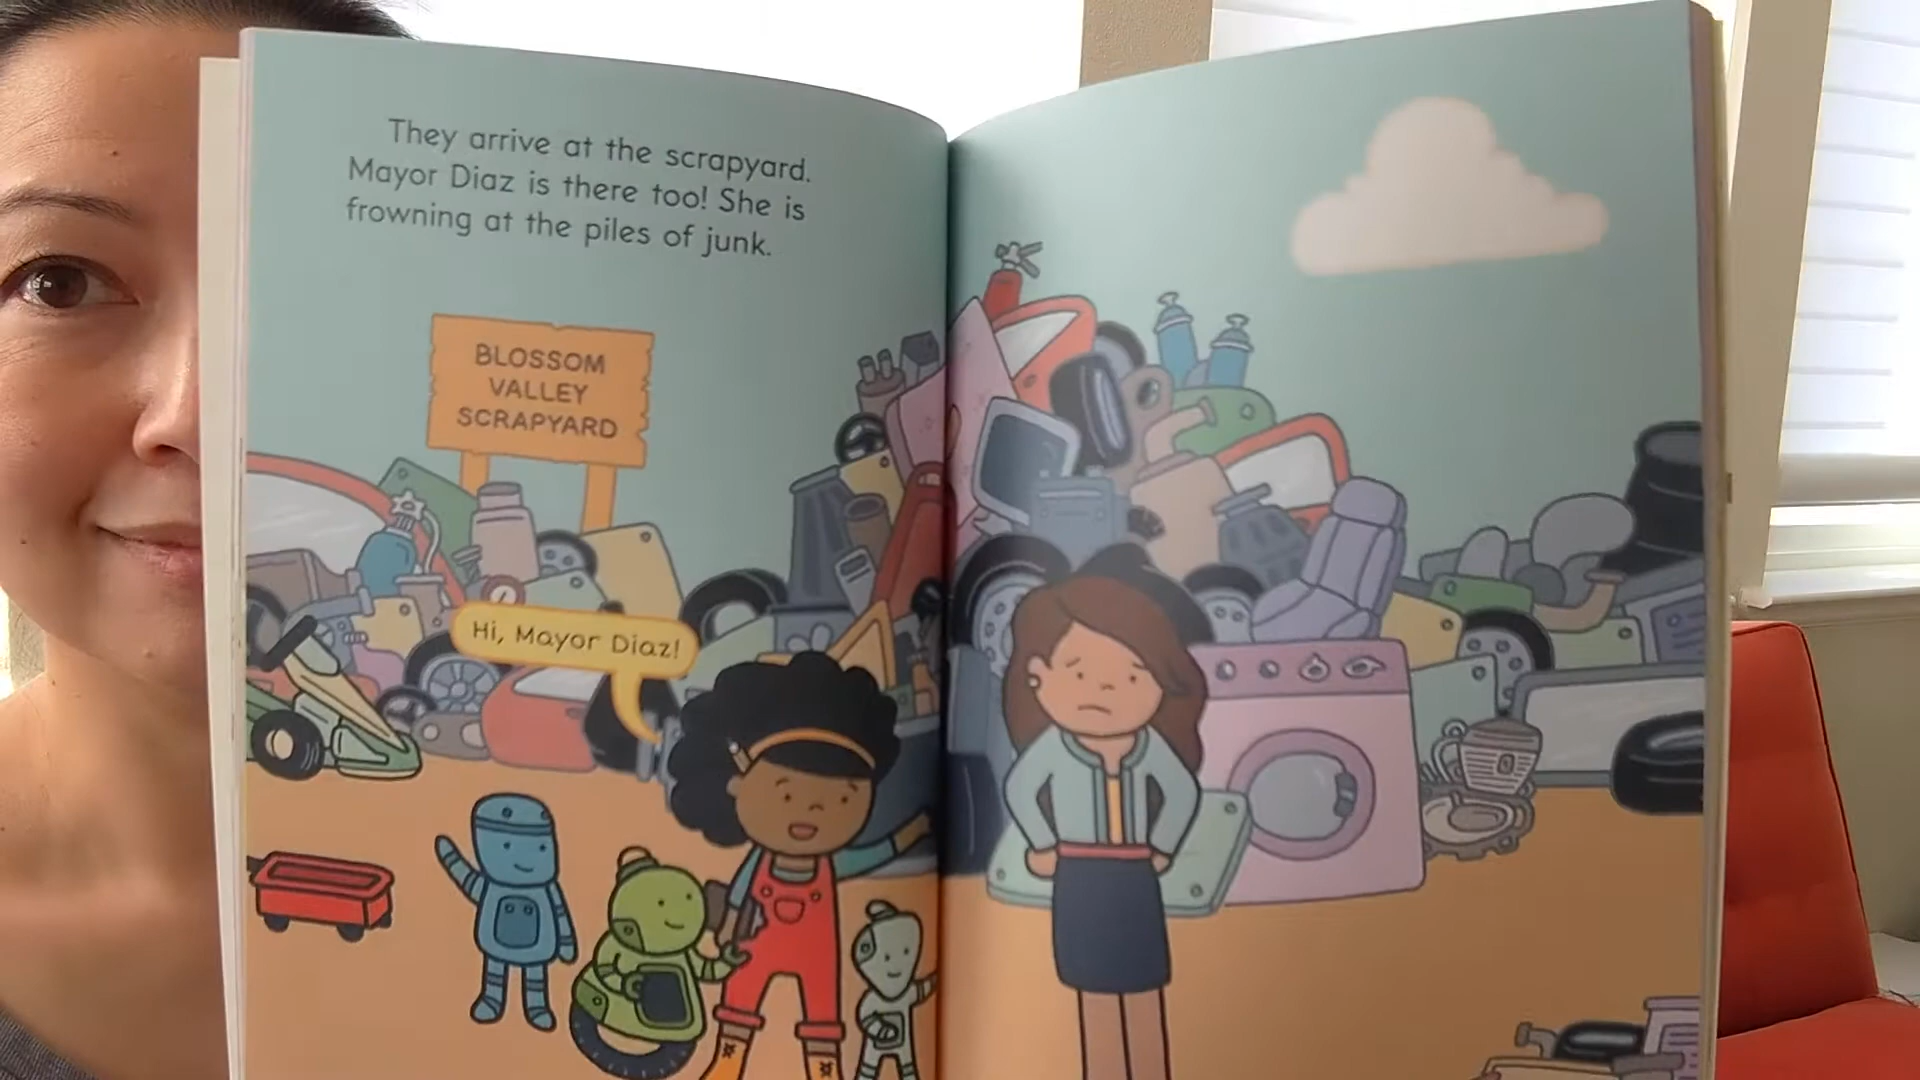 They arrive at the scrapyard.
Mayor Diaz is there too! She is
frowning at the piles of junk.
BLOSSOM
VALLEY
SCRAPYARD
Hi, Mayor Diaz!